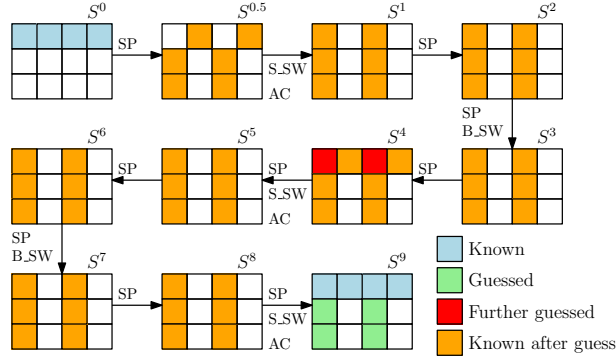 S^0 S^0.5 S^1 S^2
SP SP
S_SW
AC
SP
SP
B_SW
S^6 S^5 S^4 S^3
SP SP
S_SW
AC
SP
SP
B_SW
S^7 S^8 S^9
SP SP
S_SW
AC
Known
Guessed
Further guessed
Known after guess